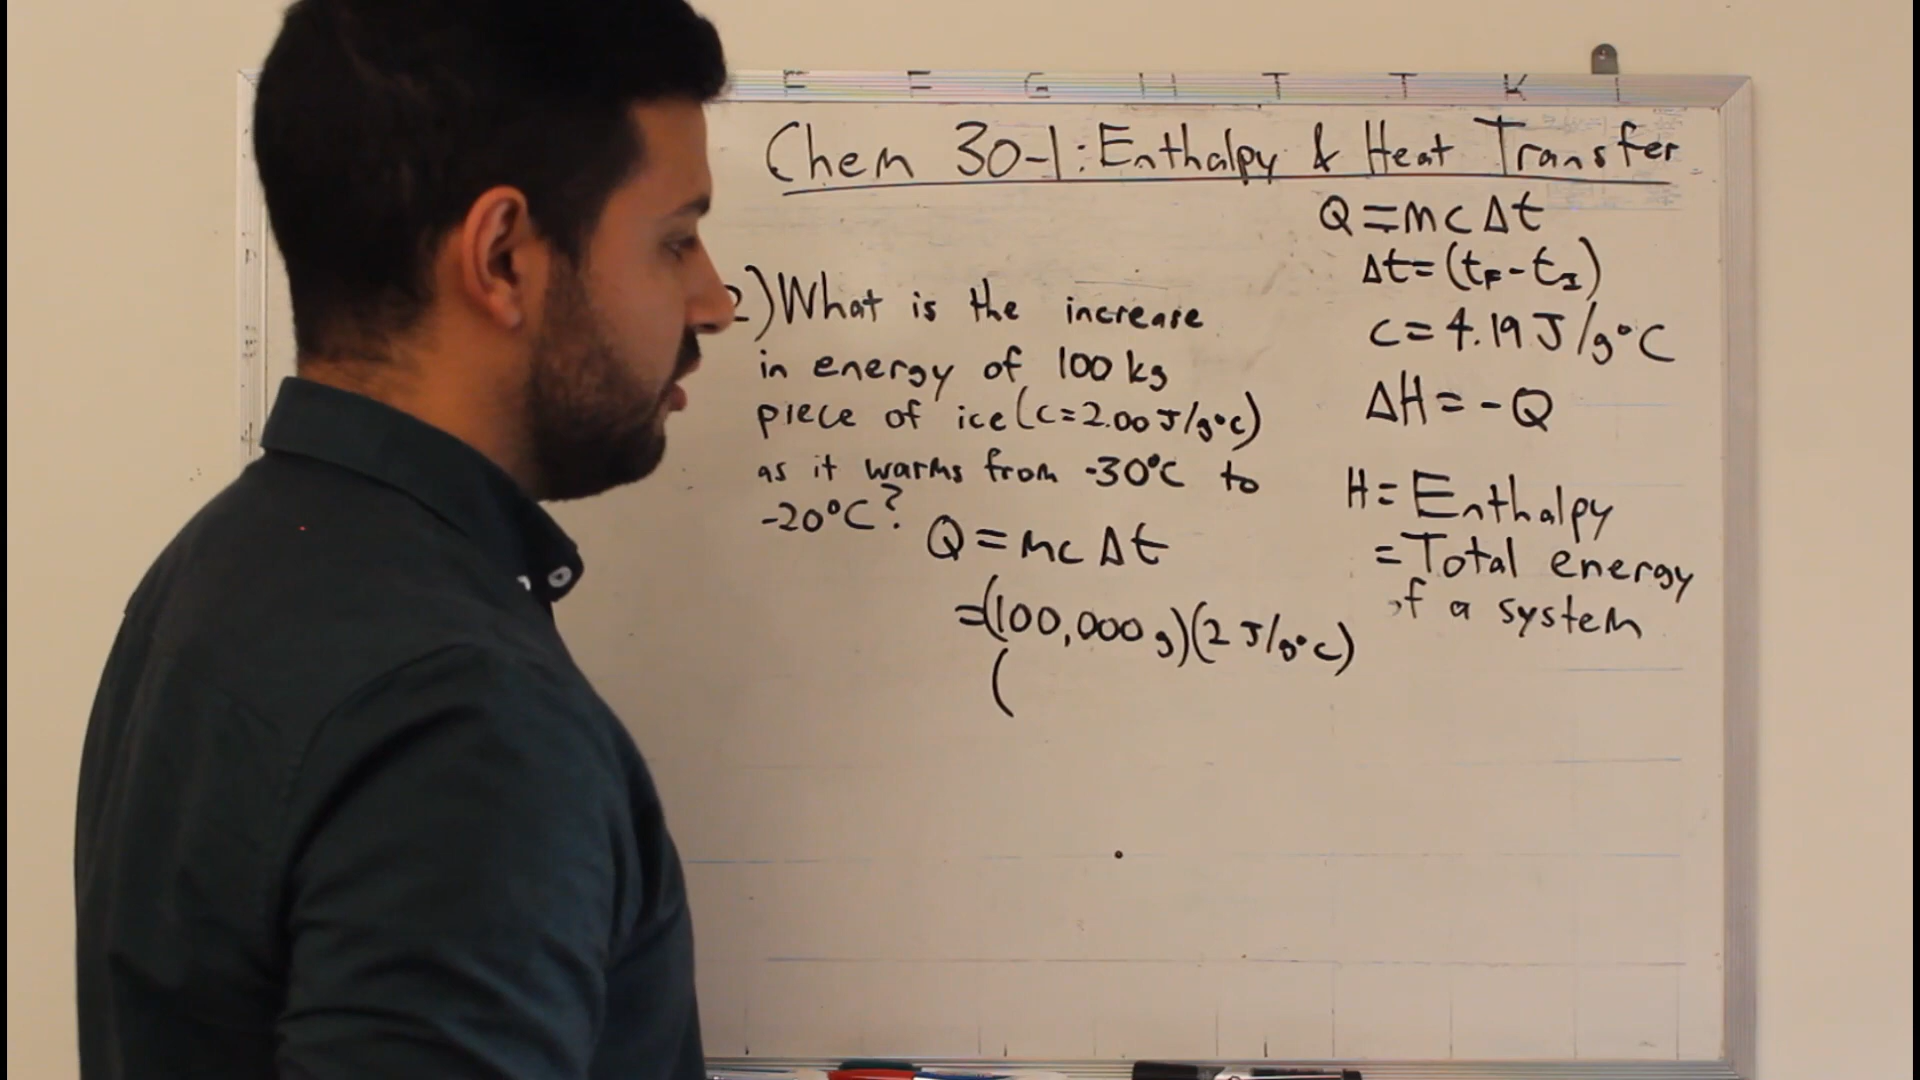 F F G H I J K L
Chem 30-1: Enthalpy & Heat Transfer
Q = mcΔt
Δt = (tF - tI)
c = 4.19 J/g°C
ΔH = -Q
H = Enthalpy
= Total energy
of a system
2) What is the increase
in energy of 100 kg
piece of ice (c=2.00 J/g°C)
as it warms from -30°C to
-20°C?
Q = mcΔt
=(100,000 g)(2 J/g°C)
(